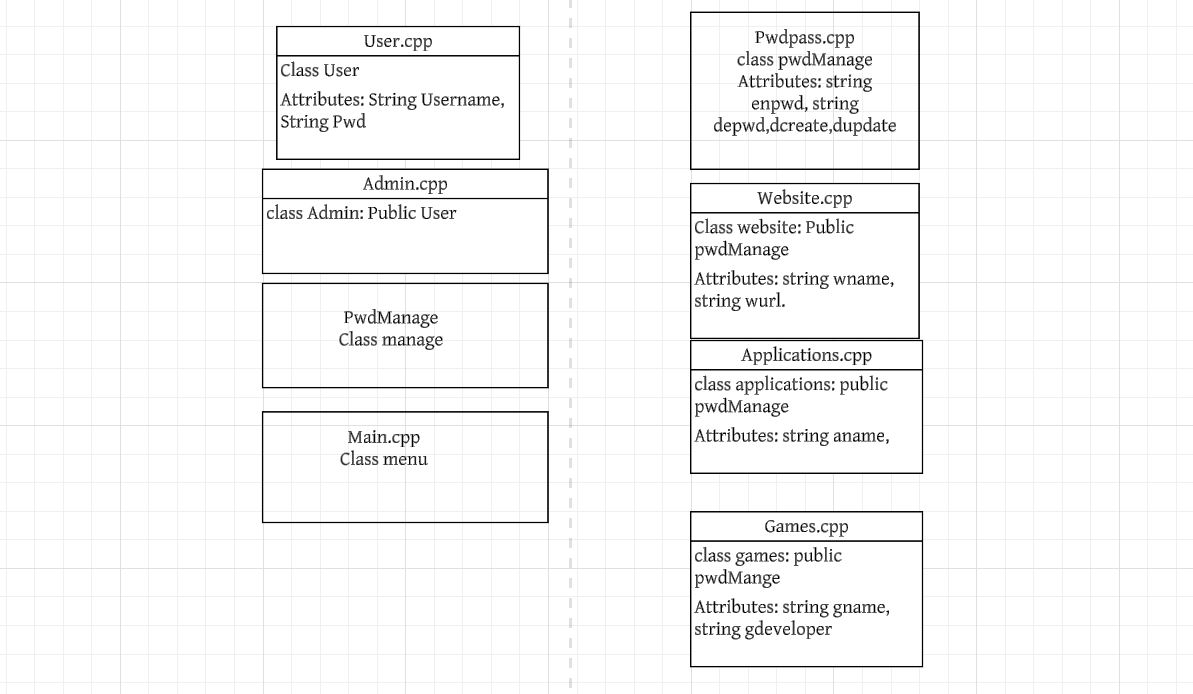 User.cpp
Class User
Attributes: String Username,
String Pwd
Admin.cpp
class Admin: Public User
PwdManage
Class manage
Main.cpp
Class menu
Pwdpass.cpp
class pwdManage
Attributes: string
enpwd, string
depwd,dcreate,dupdate
Website.cpp
Class website: Public
pwdManage
Attributes: string wname,
string wurl.
Applications.cpp
class applications: public
pwdManage
Attributes: string aname,
Games.cpp
class games: public
pwdMange
Attributes: string gname,
string gdeveloper